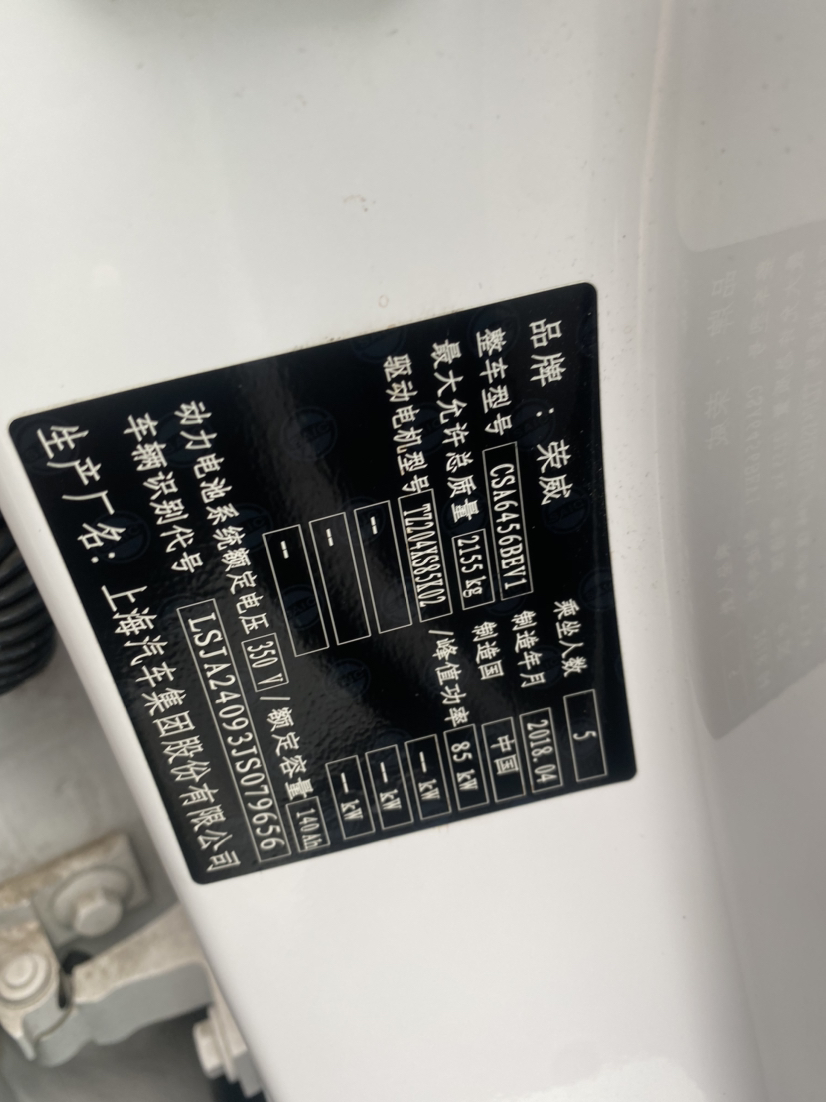 品牌：荣威 乘坐人数 5
整车型号 CSA6456BEV1 制造年月 2018.04
最大允许总质量 2155 kg 制造国 中国
驱动电机型号 TZ204XS85X02 /峰值功率 85 kW
--- — kW
--- — kW
--- — kW
动力电池系统额定电压 350 V / 额定容量 140 Ah
车辆识别代号 LSJA24093JS079656
生产厂名：上海汽车集团股份有限公司